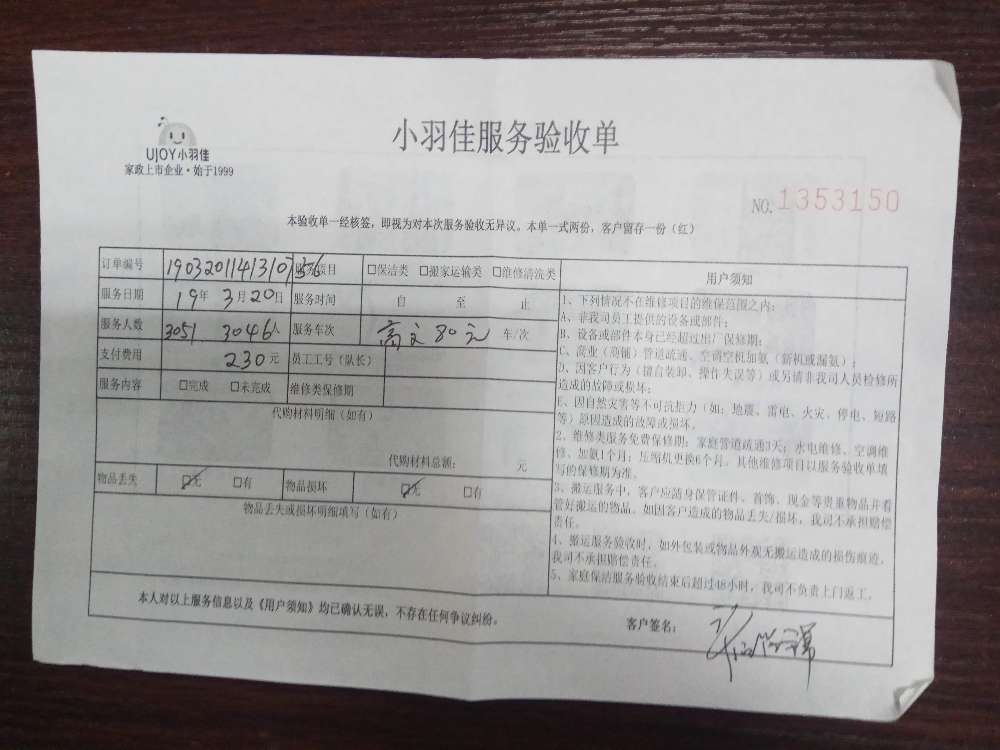 小羽佳服务验收单
UJOY小羽佳
家政上市企业·始于1999
NO.1353150
本验收单一经核签，即视为对本次服务验收无异议。本单一式两份，客户留存一份（红）
订单编号 服务项目 □保洁类 □搬家运输类 □维修清洗类
服务日期 19年 3月20日 服务时间 自 至 止
服务人数 3051 3046人 服务车次 80元 车/次
支付费用 230元 员工工号（队长）
服务内容 □完成 □未完成 维修类保修期
代购材料明细（如有）
代购材料总额： 元
物品丢失 ☑无 □有 物品损坏 ☑无 □有
物品丢失或损坏明细填写（如有）
用户须知
1、下列情况不在维修项目的维保范围之内：
A、非我司员工提供的设备或部件；
B、设备或部件本身已经超过出厂保修期；
C、商业（商铺）管道疏通、空调空机加氨（新机或漏氨）；
D、因客户行为（擅自装卸、操作失误等）或另请非我司人员检修所
造成的故障或损坏；
E、因自然灾害等不可抗拒力（如：地震、雷电、火灾、停电、短路
等）原因造成的故障或损坏。
2、维修类服务免费保修期：家庭管道疏通3天；水电维修、空调维
修、加氨1个月；压缩机更换6个月。其他维修项目以服务验收单填
写的保修期为准。
3、搬运服务中，客户应随身保管证件、首饰、现金等贵重物品并看
管好搬运的物品。如因客户造成的物品丢失/损坏，我司不承担赔偿
责任。
4、搬运服务验收时，如外包装或物品外观无搬运造成的损伤痕迹，
我司不承担赔偿责任。
5、家庭保洁服务验收结束后超过48小时，我司不负责上门返工。
本人对以上服务信息以及《用户须知》均已确认无误，不存在任何争议纠纷。
客户签名：